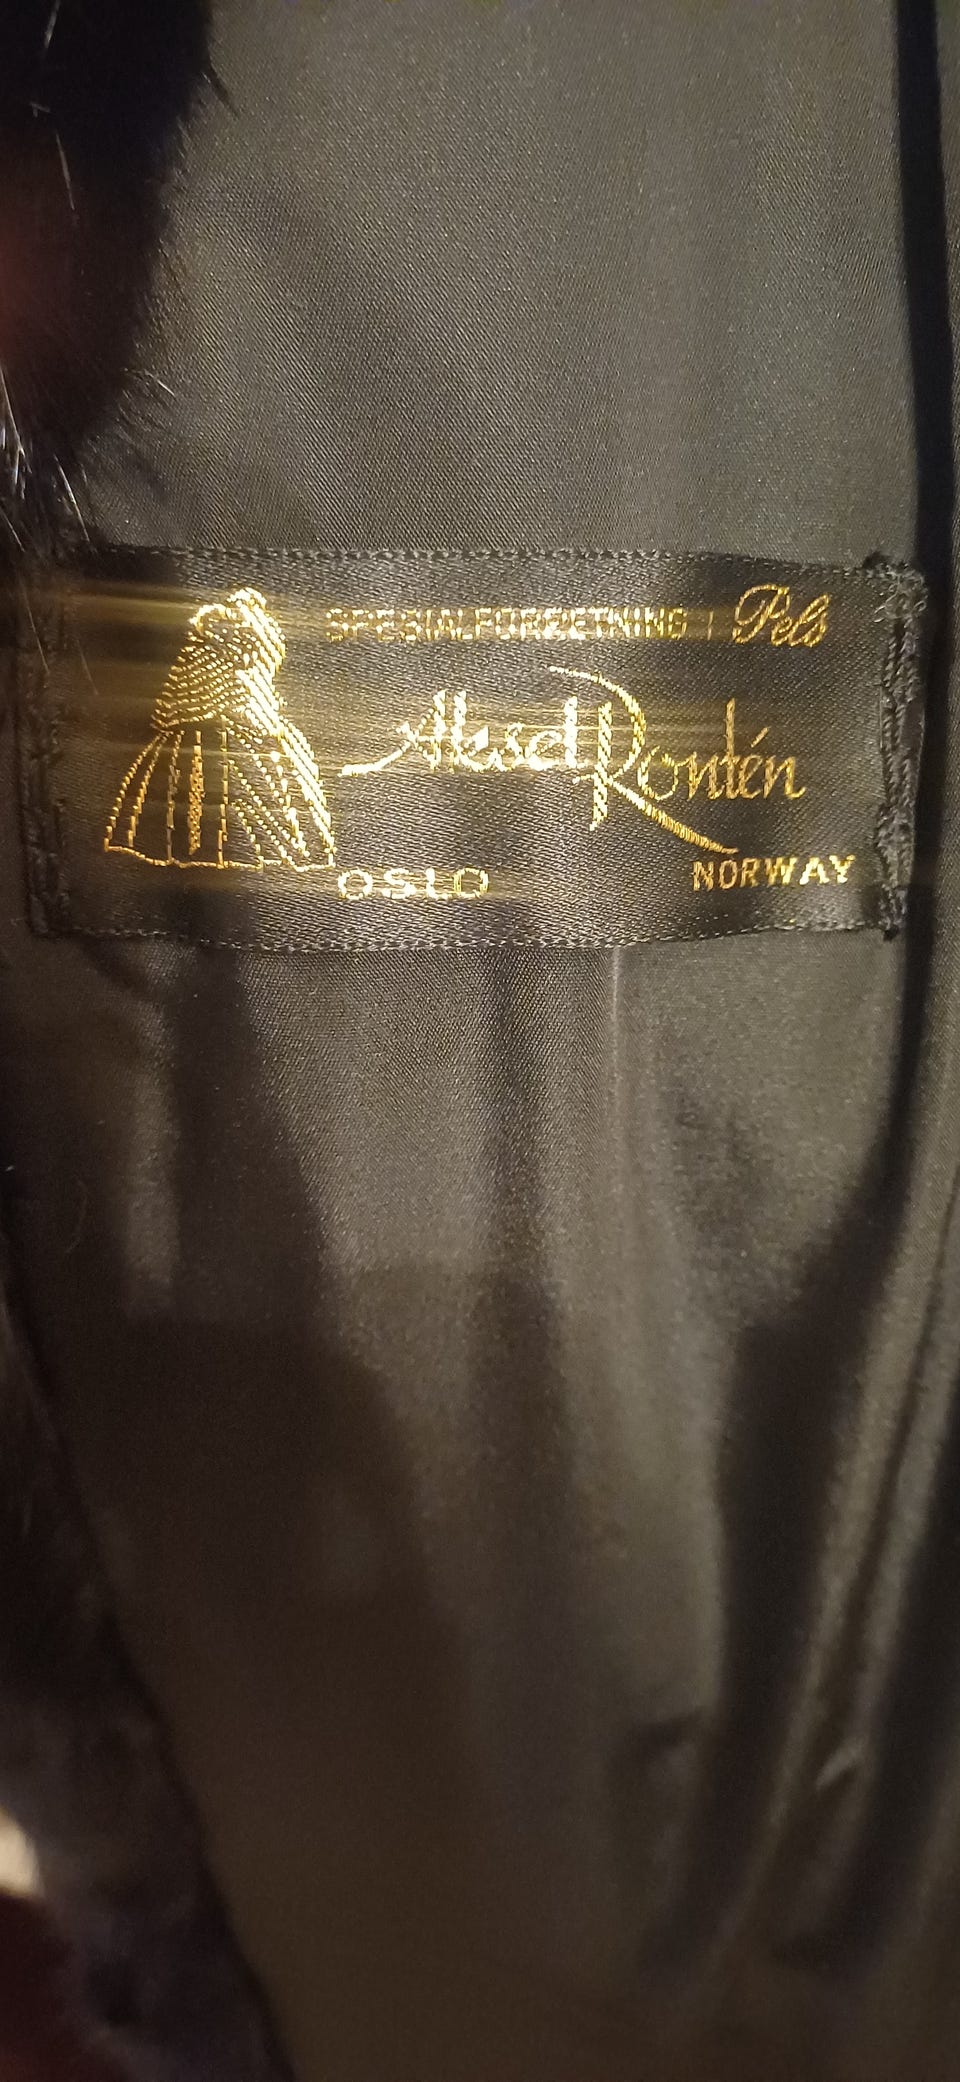 SPESIALFORRETNING I Pels
Aksel Rontén
OSLO NORWAY